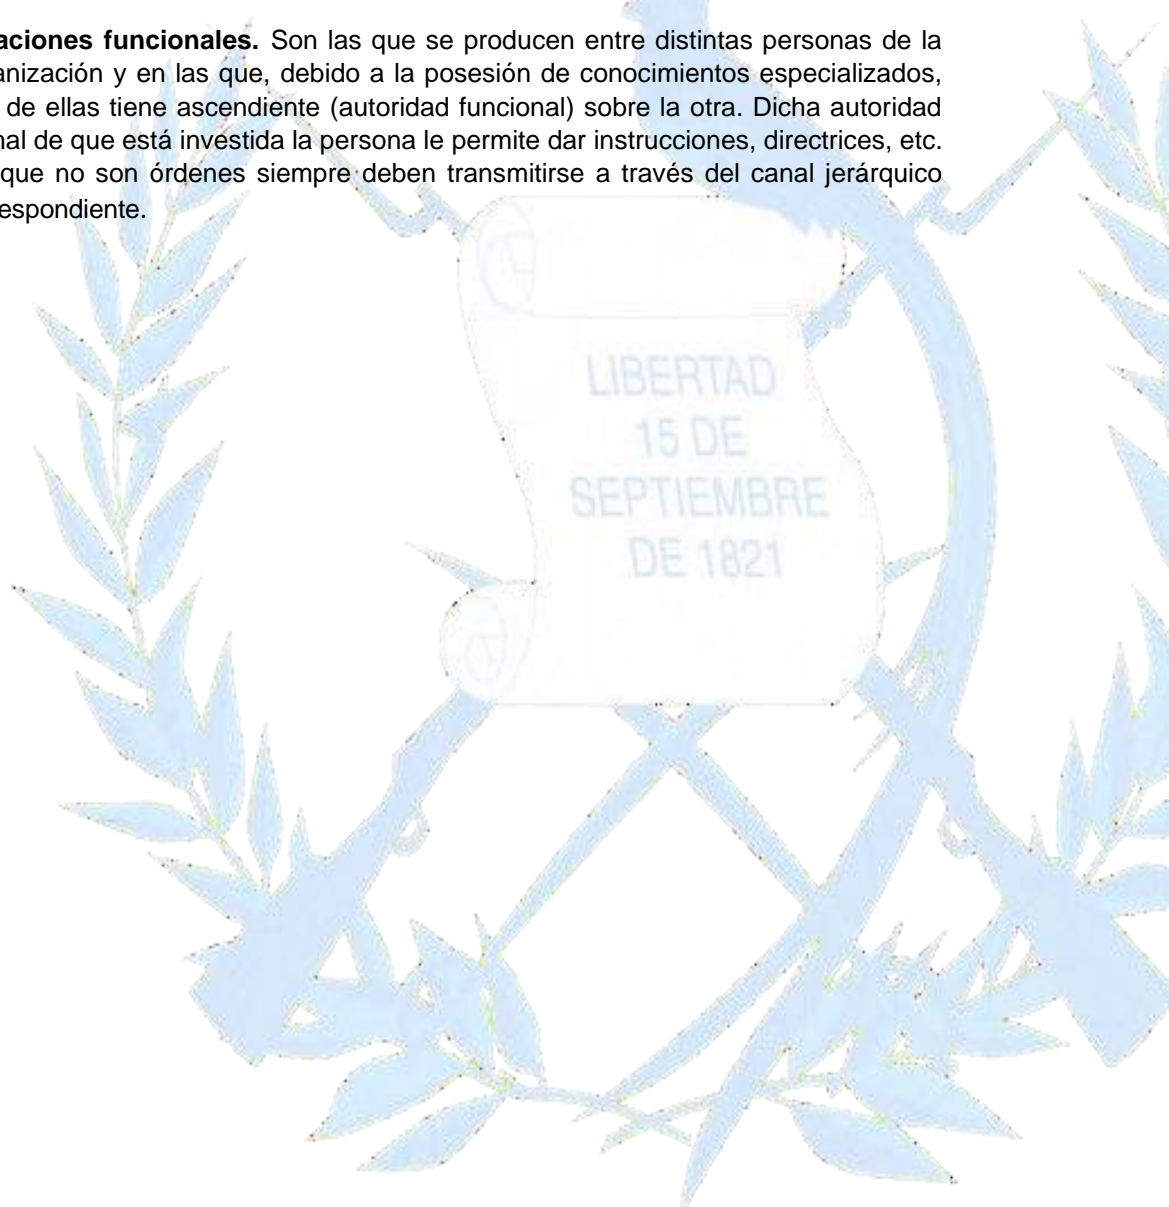 aciones funcionales. Son las que se producen entre distintas personas de la
anización y en las que, debido a la posesión de conocimientos especializados,
de ellas tiene ascendiente (autoridad funcional) sobre la otra. Dicha autoridad
nal de que está investida la persona le permite dar instrucciones, directrices, etc.
que no son órdenes siempre deben transmitirse a través del canal jerárquico
espondiente.
LIBERTAD
15 DE
SEPTIEMBRE
DE 1821